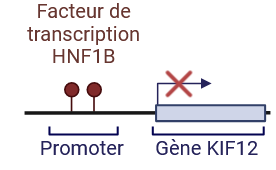 Facteur de
transcription
HNF1B
Promoter
Gène KIF12